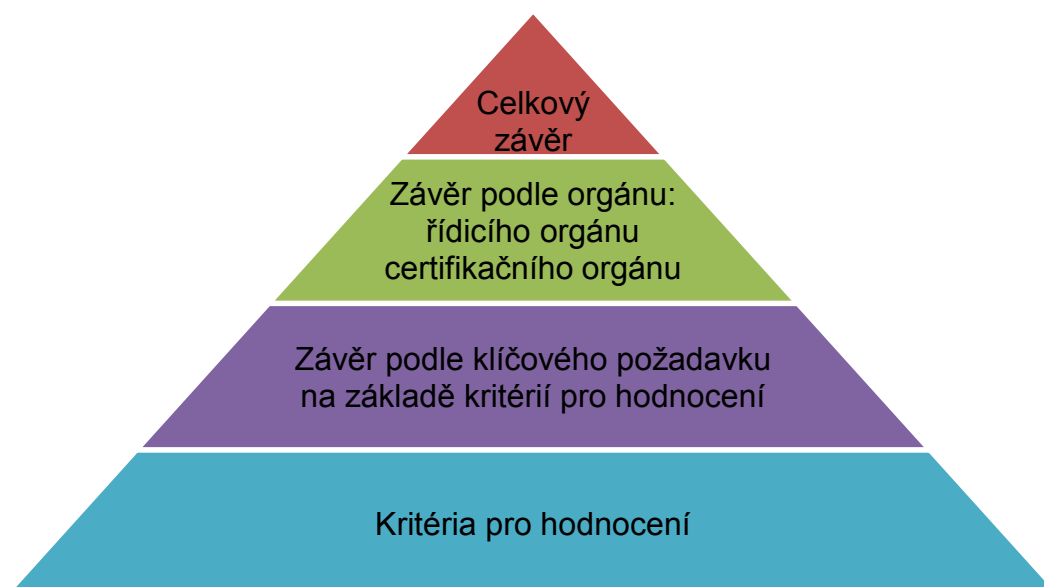 Celkový
závěr
Závěr podle orgánu:
řídicího orgánu
certifikačního orgánu
Závěr podle klíčového požadavku
na základě kritérií pro hodnocení
Kritéria pro hodnocení